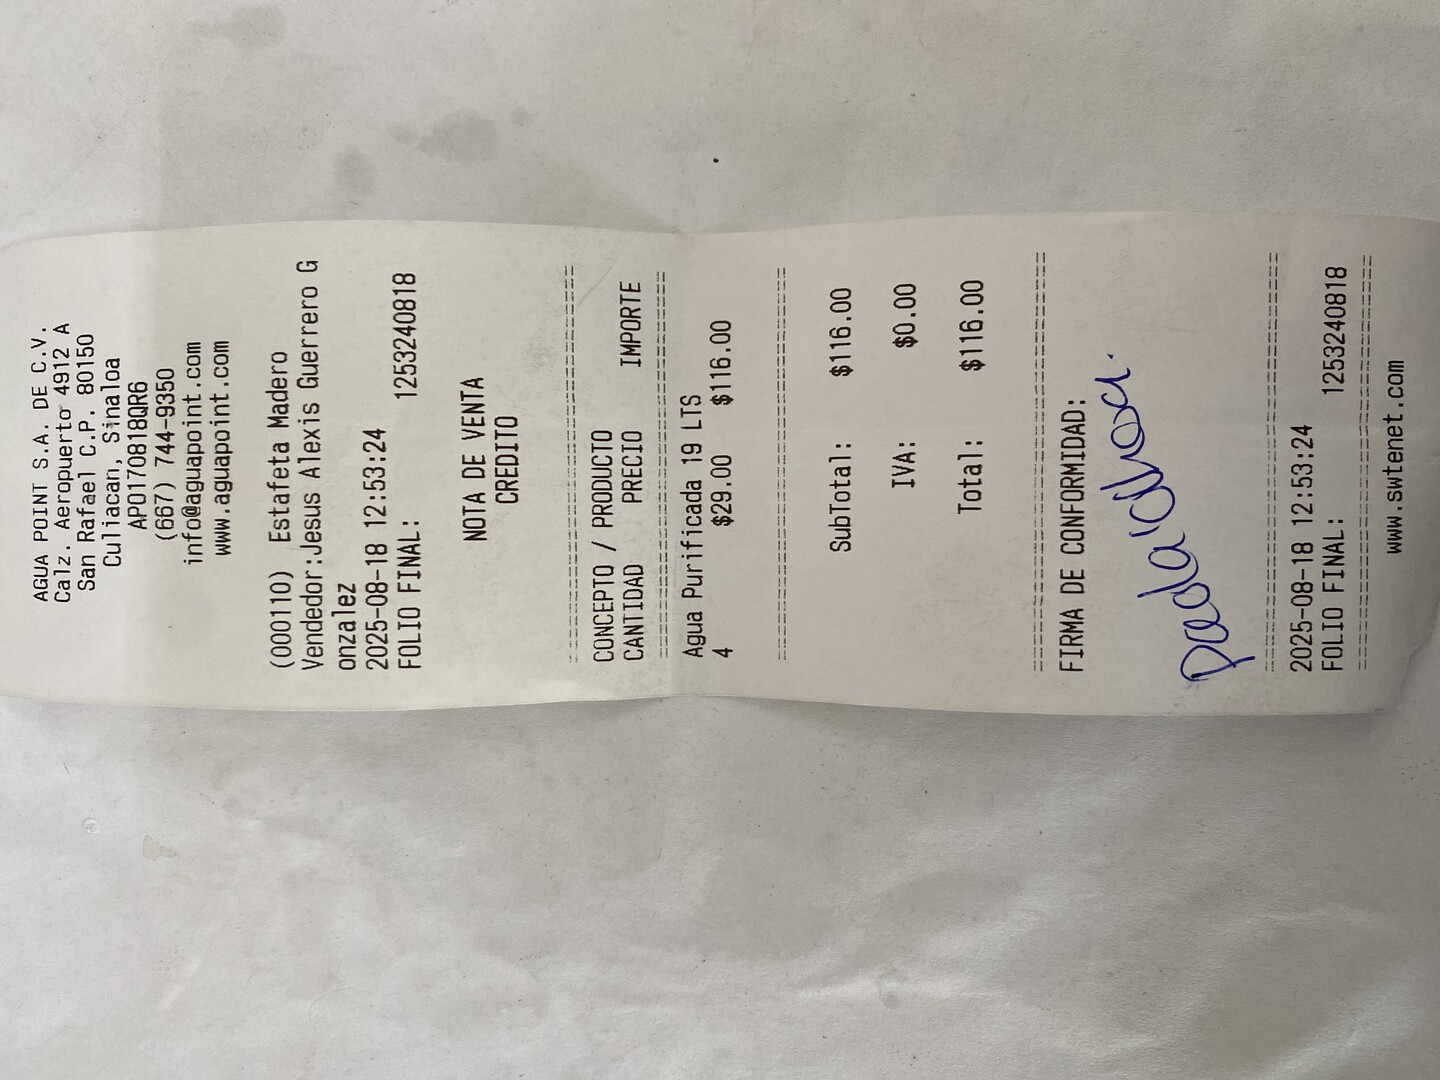 AGUA POINT S.A. DE C.V.
Calz. Aeropuerto 4912 A
San Rafael C.P. 80150
Culiacan, Sinaloa
APO170818QR6
(667) 744-9350
info@aguapoint.com
www.aguapoint.com
(000110) Estafeta Madero
Vendedor:Jesus Alexis Guerrero G
onzalez
2025-08-18 12:53:24
FOLIO FINAL: 1253240818
NOTA DE VENTA
CREDITO
================================
CONCEPTO / PRODUCTO
CANTIDAD PRECIO IMPORTE
================================
Agua Purificada 19 LTS
4 $29.00 $116.00
================================
SubTotal: $116.00
IVA: $0.00
Total: $116.00
================================
FIRMA DE CONFORMIDAD:
================================
2025-08-18 12:53:24
FOLIO FINAL: 1253240818
================================
www.swtenet.com